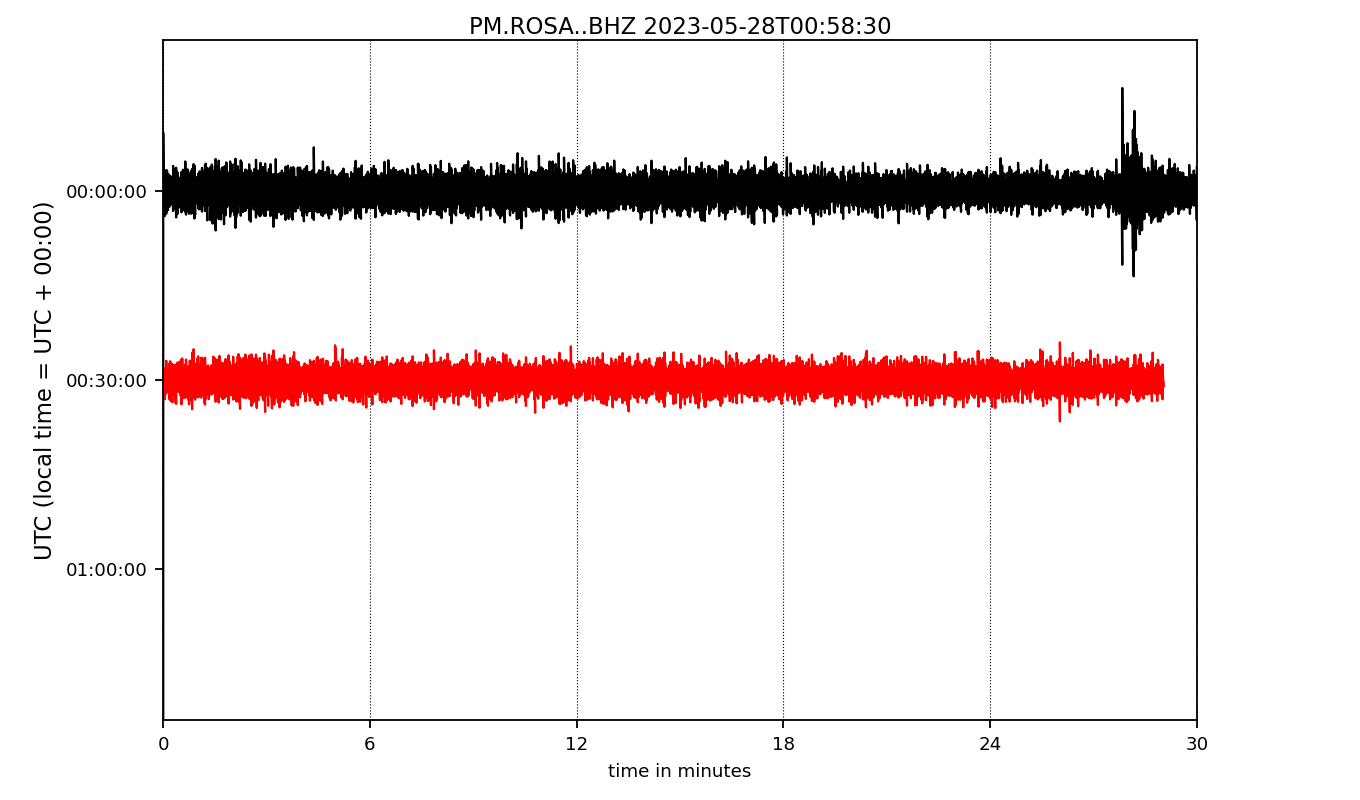 PM.ROSA..BHZ 2023-05-28T00:58:30
UTC (local time = UTC + 00:00)
00:00:00
00:30:00
01:00:00
0 6 12 18 24 30
time in minutes